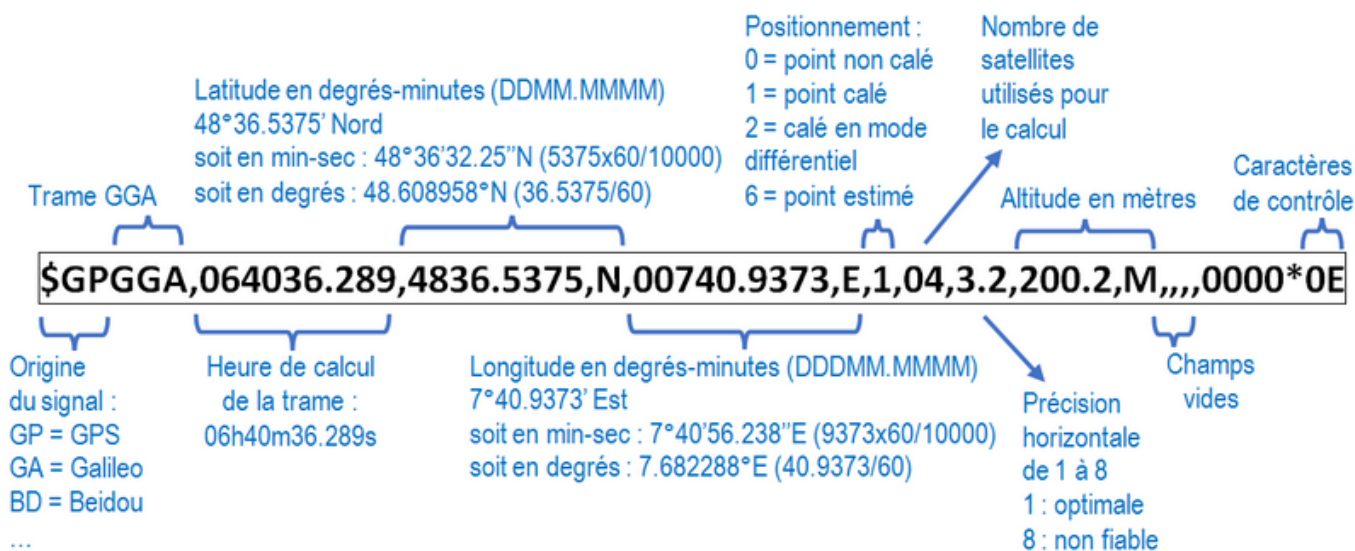 Positionnement :
0 = point non calé
1 = point calé
2 = calé en mode
différentiel
6 = point estimé
Nombre de
satellites
utilisés pour
le calcul
Latitude en degrés-minutes (DDMM.MMMM)
48°36.5375' Nord
soit en min-sec : 48°36'32.25’’N (5375x60/10000)
soit en degrés : 48.608958°N (36.5375/60)
Trame GGA
Altitude en mètres
Caractères
de contrôle
$GPGGA,064036.289,4836.5375,N,00740.9373,E,1,04,3.2,200.2,M,,,,0000*0E
Origine
du signal :
GP = GPS
GA = Galileo
BD = Beidou
...
Heure de calcul
de la trame :
06h40m36.289s
Longitude en degrés-minutes (DDDMM.MMMM)
7°40.9373' Est
soit en min-sec : 7°40'56.238’’E (9373x60/10000)
soit en degrés : 7.682288°E (40.9373/60)
Précision
horizontale
de 1 à 8
1 : optimale
8 : non fiable
Champs
vides